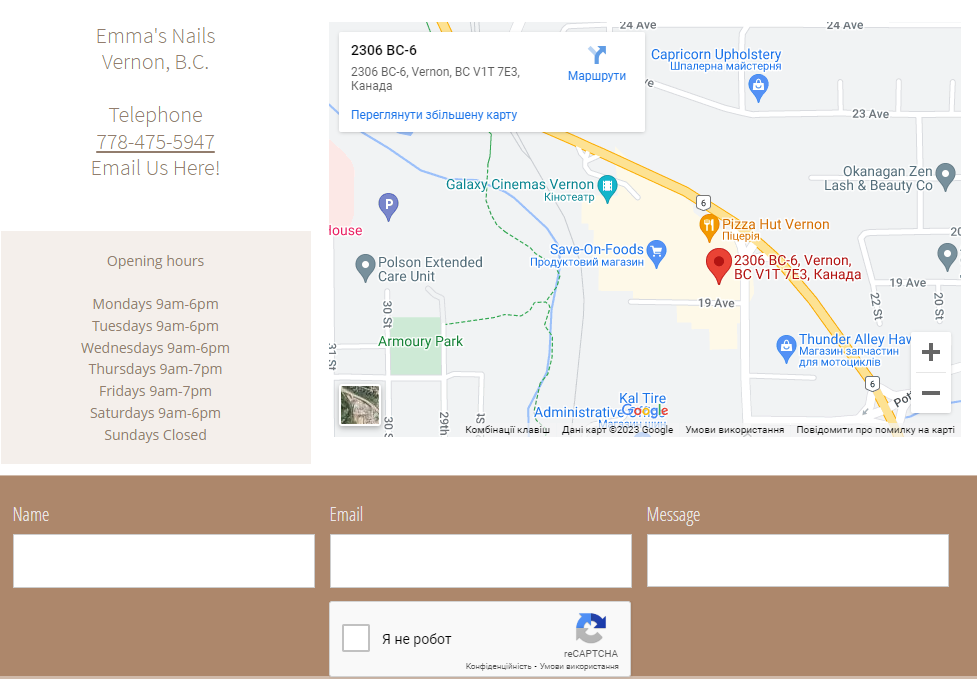 Emma's Nails
Vernon, B.C.
Telephone
778-475-5947
Email Us Here!
Opening hours
Mondays 9am-6pm
Tuesdays 9am-6pm
Wednesdays 9am-6pm
Thursdays 9am-7pm
Fridays 9am-7pm
Saturdays 9am-6pm
Sundays Closed
2306 BC-6
2306 BC-6, Vernon, BC V1T 7E3,
Канада
Маршрути
Переглянути збільшену карту
24 Ave
24 Ave
Capricorn Upholstery
Шпалерна майстерня
23 Ave
Okanagan Zen
Lash & Beauty Co
Galaxy Cinemas Vernon
Кінотеатр
P
6
House
Pizza Hut Vernon
Піцерія
Save-On-Foods
Продуктовий магазин
2306 BC-6, Vernon,
BC V1T 7E3, Канада
Polson Extended
Care Unit
19 Ave
19 Ave
22 St
20 St
30 St
Armoury Park
31 St
Thunder Alley Haw
Магазин запчастин
для мотоциклів
6
Kal Tire
Administrative
Google
Магазин шин
30 St
29th
Комбінації клавіш
Дані карт ©2023 Google
Умови використання
Повідомити про помилку на карті
Name
Email
Message
Я не робот
reCAPTCHA
Конфіденційність - Умови використання